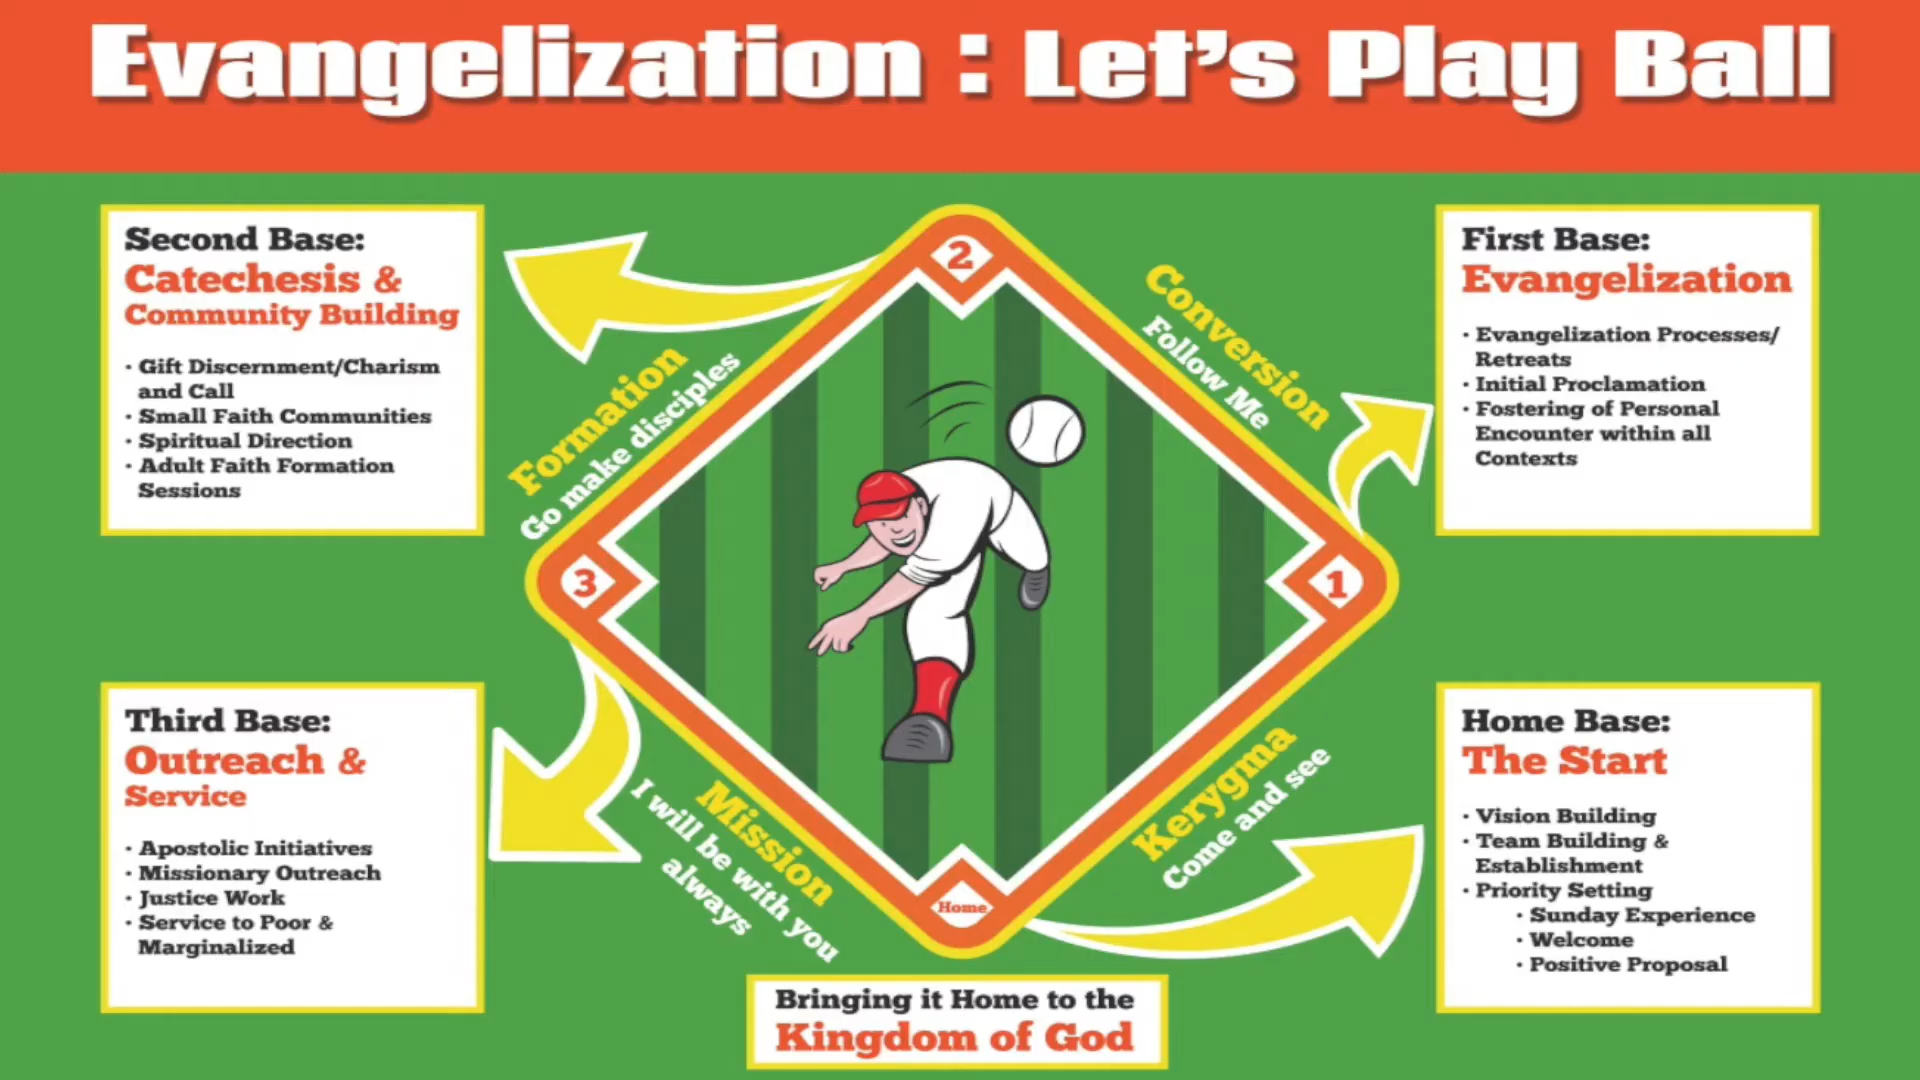 Evangelization : Let's Play Ball
Second Base:
Catechesis &
Community Building
· Gift Discernment/Charism
and Call
· Small Faith Communities
· Spiritual Direction
· Adult Faith Formation
Sessions
First Base:
Evangelization
· Evangelization Processes/
Retreats
· Initial Proclamation
· Fostering of Personal
Encounter within all
Contexts
2
Conversion
Follow Me
Formation
Go make disciples
3
1
Third Base:
Outreach &
Service
· Apostolic Initiatives
· Missionary Outreach
· Justice Work
· Service to Poor &
Marginalized
Mission
I will be with you
always
Kerygma
Come and see
Home
Home Base:
The Start
· Vision Building
· Team Building &
Establishment
· Priority Setting
· Sunday Experience
· Welcome
· Positive Proposal
Bringing it Home to the
Kingdom of God